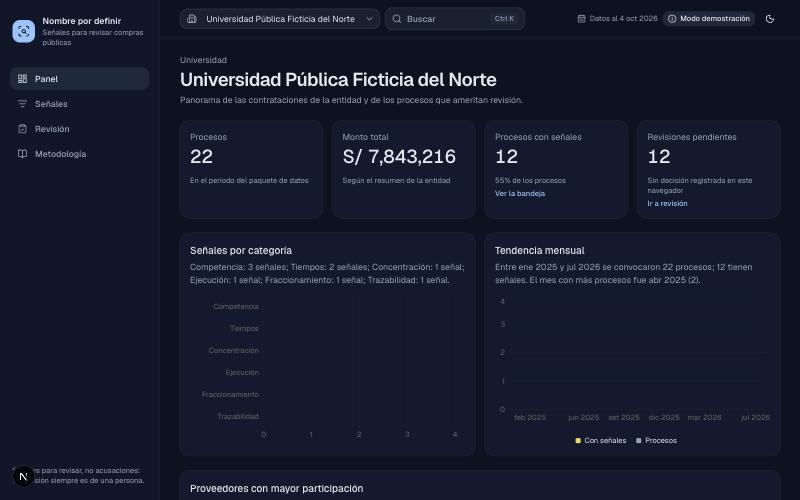 Nombre por definir
Señales para revisar compras
públicas
Panel
Señales
Revisión
Metodología
Universidad Pública Ficticia del Norte
Buscar
Ctrl K
Datos al 4 oct 2026
Modo demostración
Universidad
Universidad Pública Ficticia del Norte
Panorama de las contrataciones de la entidad y de los procesos que ameritan revisión.
Procesos
22
En el periodo del paquete de datos
Monto total
S/ 7,843,216
Según el resumen de la entidad
Procesos con señales
12
55% de los procesos
Ver la bandeja
Revisiones pendientes
12
Sin decisión registrada en este
navegador
Ir a revisión
Señales por categoría
Competencia: 3 señales; Tiempos: 2 señales; Concentración: 1 señal;
Ejecución: 1 señal; Fraccionamiento: 1 señal; Trazabilidad: 1 señal.
Competencia
Tiempos
Concentración
Ejecución
Fraccionamiento
Trazabilidad
0 1 2 3 4
Tendencia mensual
Entre ene 2025 y jul 2026 se convocaron 22 procesos; 12 tienen
señales. El mes con más procesos fue abr 2025 (2).
4
3
2
1
0
feb 2025 jun 2025 set 2025 dic 2025 mar 2026 jul 2026
Con señales
Procesos
Proveedores con mayor participación
para revisar, no acusaciones:
siempre es de una persona.
N